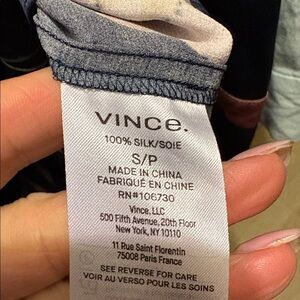 VINCE.
100% SILK/SOIE
S/P
MADE IN CHINA
FABRIQUÉ EN CHINE
RN#106730
Vince, LLC
500 Fifth Avenue, 20th Floor
New York, NY 10110
11 Rue Saint Florentin
75008 Paris France
SEE REVERSE FOR CARE
VOIR AU VERSO POUR LES SOINS